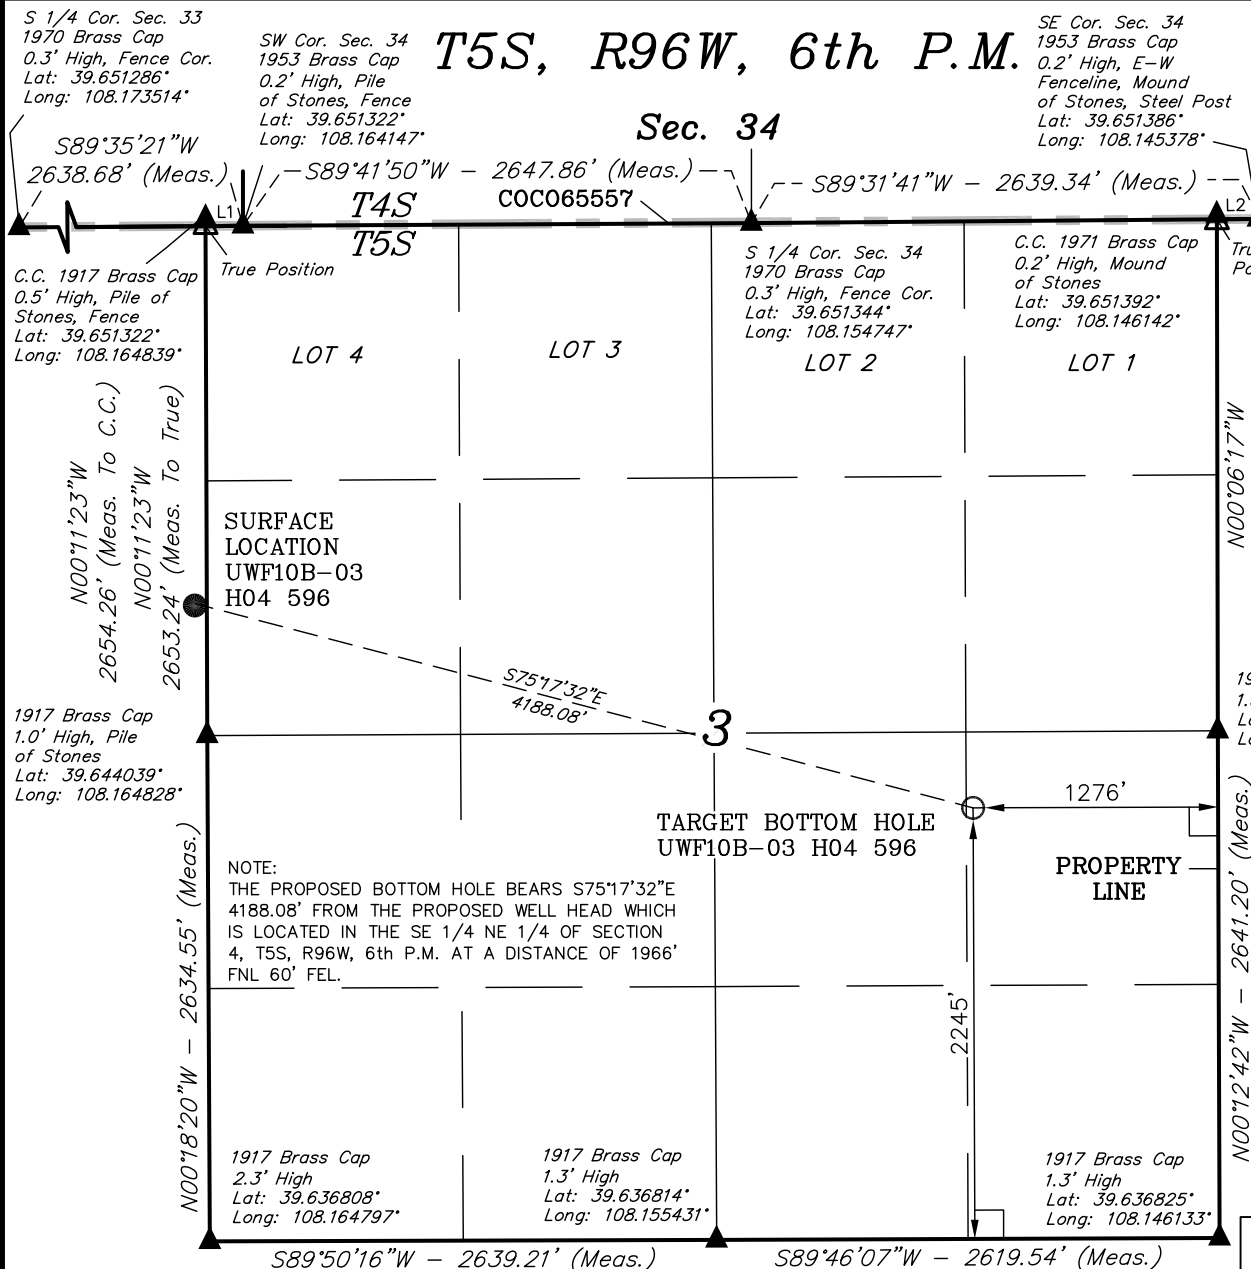 S 1/4 Cor. Sec. 33
1970 Brass Cap
0.3' High, Fence Cor.
Lat: 39.651286°
Long: 108.173514°
SW Cor. Sec. 34
1953 Brass Cap
0.2' High, Pile
of Stones, Fence
Lat: 39.651322°
Long: 108.164147°
T5S, R96W, 6th P.M.
SE Cor. Sec. 34
1953 Brass Cap
0.2' High, E-W
Fenceline, Mound
of Stones, Steel Post
Lat: 39.651386°
Long: 108.145378°
Sec. 34
S89°35'21"W
2638.68' (Meas.)
S89°41'50"W - 2647.86' (Meas.)
S89°31'41"W - 2639.34' (Meas.)
COC065557
T4S
T5S
L1
L2
True Position
C.C. 1917 Brass Cap
0.5' High, Pile of
Stones, Fence
Lat: 39.651322°
Long: 108.164839°
S 1/4 Cor. Sec. 34
1970 Brass Cap
0.3' High, Fence Cor.
Lat: 39.651344°
Long: 108.154747°
C.C. 1971 Brass Cap
0.2' High, Mound
of Stones
Lat: 39.651392°
Long: 108.146142°
LOT 4
LOT 3
LOT 2
LOT 1
N00°11'23"W
2654.26' (Meas. To C.C.)
N00°11'23"W
2653.24' (Meas. To True)
N00°06'17"W
SURFACE
LOCATION
UWF10B-03
H04 596
S75°17'32"E
4188.08'
3
1917 Brass Cap
1.0' High, Pile
of Stones
Lat: 39.644039°
Long: 108.164828°
1276'
TARGET BOTTOM HOLE
UWF10B-03 H04 596
PROPERTY
LINE
NOTE:
THE PROPOSED BOTTOM HOLE BEARS S75°17'32"E
4188.08' FROM THE PROPOSED WELL HEAD WHICH
IS LOCATED IN THE SE 1/4 NE 1/4 OF SECTION
4, T5S, R96W, 6th P.M. AT A DISTANCE OF 1966'
FNL 60' FEL.
N00°18'20"W - 2634.55' (Meas.)
2245'
N00°12'42"W - 2641.20' (Meas.)
1917 Brass Cap
2.3' High
Lat: 39.636808°
Long: 108.164797°
1917 Brass Cap
1.3' High
Lat: 39.636814°
Long: 108.155431°
1917 Brass Cap
1.3' High
Lat: 39.636825°
Long: 108.146133°
S89°50'16"W - 2639.21' (Meas.)
S89°46'07"W - 2619.54' (Meas.)